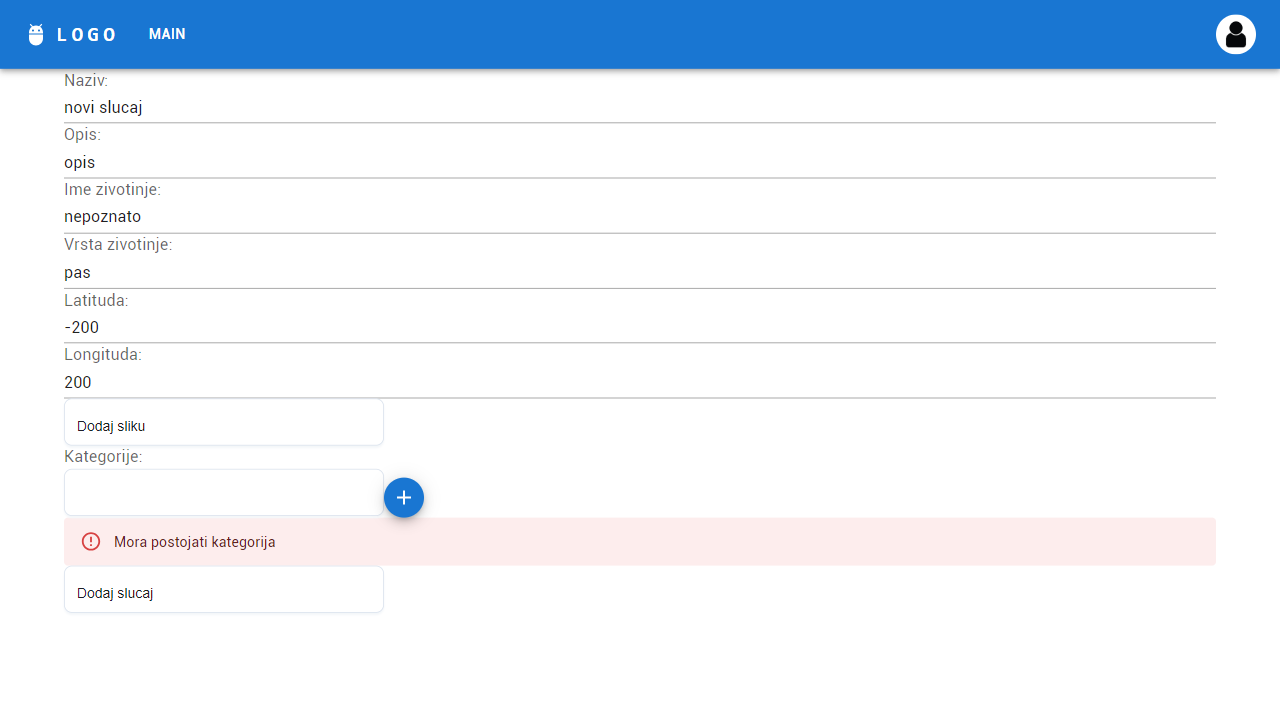 LOGO MAIN
Naziv:
novi slucaj
Opis:
opis
Ime zivotinje:
nepoznato
Vrsta zivotinje:
pas
Latituda:
-200
Longituda:
200
Dodaj sliku
Kategorije:
Mora postojati kategorija
Dodaj slucaj